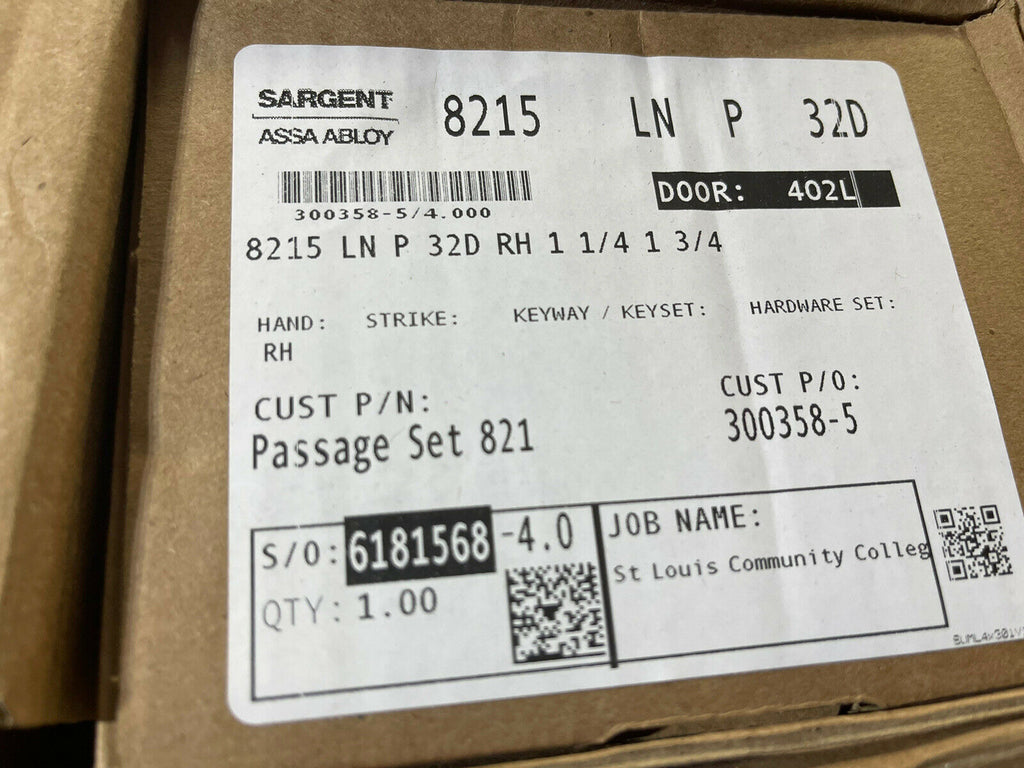 SARGENT
ASSA ABLOY
8215 LN P 32D
300358-5/4.000
DOOR: 402L
8215 LN P 32D RH 1 1/4 1 3/4
HAND: STRIKE: KEYWAY / KEYSET: HARDWARE SET:
RH
CUST P/N:
Passage Set 821
CUST P/O:
300358-5
S/O: 6181568 -4.0
QTY: 1.00
JOB NAME:
St Louis Community Colleg